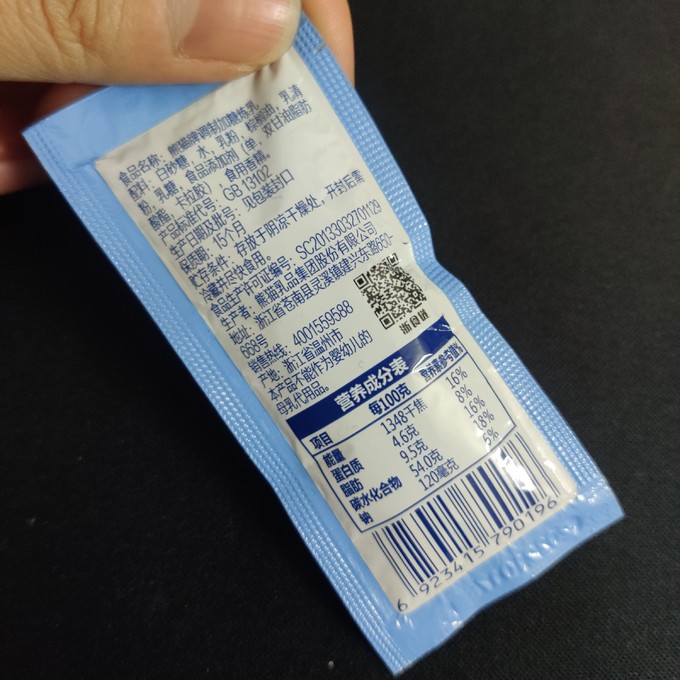 食品名称：熊猫牌调制加糖炼乳
配料：白砂糖，水，乳粉，棕榈油，乳清
粉，乳糖，食品添加剂（单，双甘油脂肪
酸酯，卡拉胶），食用香精。
产品标准代号：GB 13102
生产日期及批号：见包装封口
保质期：15个月
贮存条件：存放于阴凉干燥处，开封后需
冷藏并尽快食用。
食品生产许可证编号：SC20133032701129
生产者：熊猫乳品集团股份有限公司
地址：浙江省苍南县灵溪镇建兴东路650-
668号
销售热线：4001559588
产地：浙江省温州市
本产品不能作为婴幼儿的
母乳代用品。
营养成分表
项目 每100克 营养素参考值%
能量 1348千焦 16%
蛋白质 4.6克 8%
脂肪 9.5克 16%
碳水化合物 54.0克 18%
钠 120毫克 5%
6 923415 790196